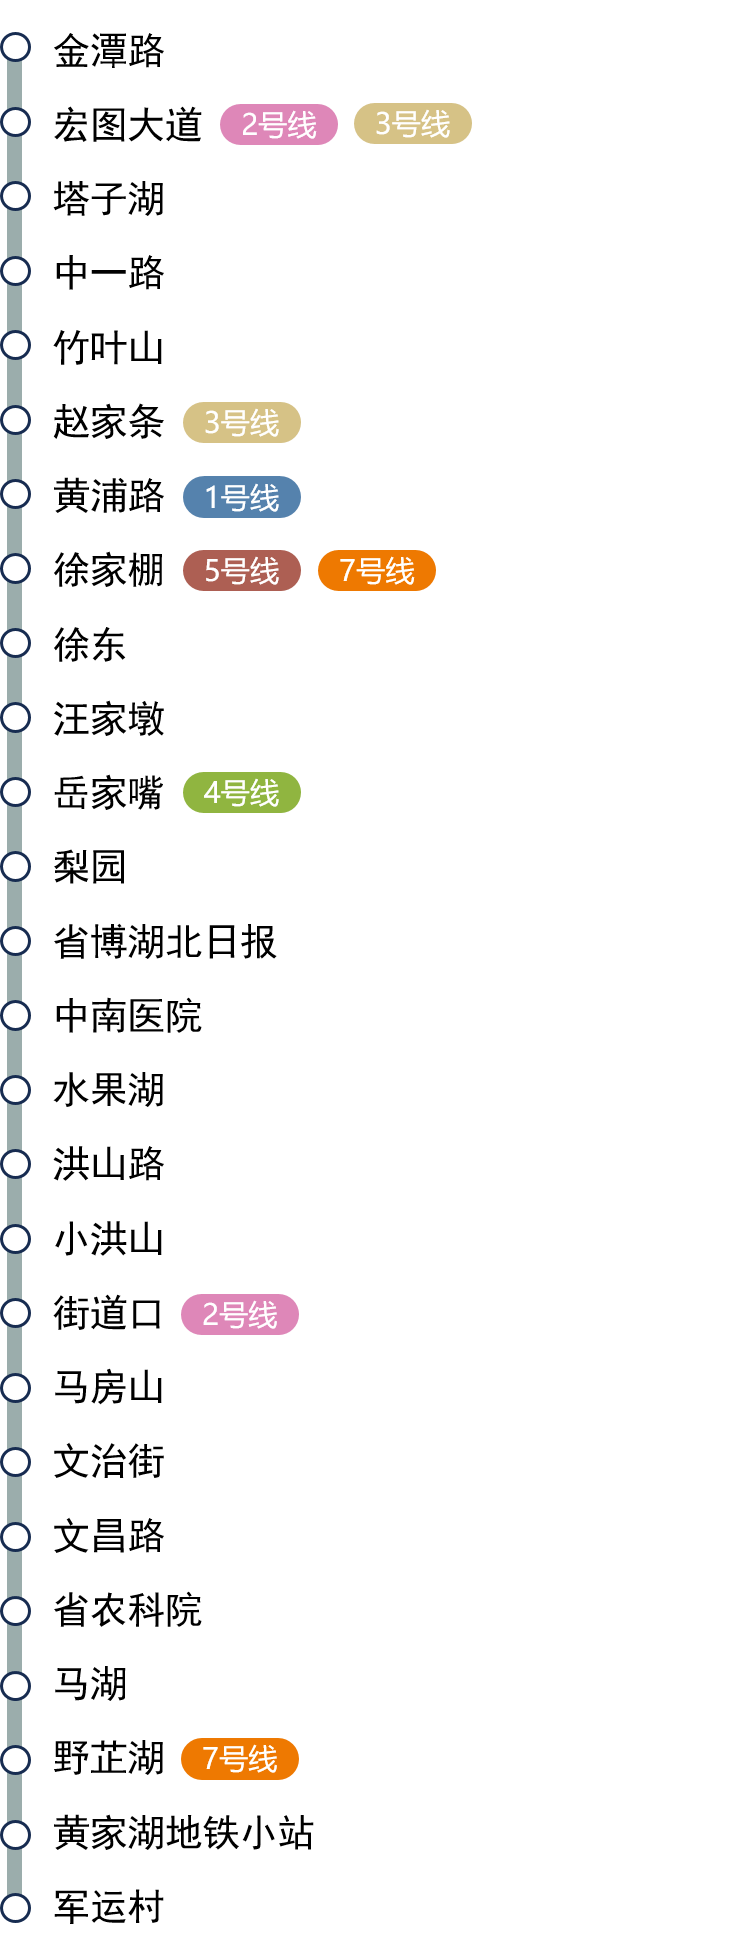 金潭路
宏图大道 2号线 3号线
塔子湖
中一路
竹叶山
赵家条 3号线
黄浦路 1号线
徐家棚 5号线 7号线
徐东
汪家墩
岳家嘴 4号线
梨园
省博湖北日报
中南医院
水果湖
洪山路
小洪山
街道口 2号线
马房山
文治街
文昌路
省农科院
马湖
野芷湖 7号线
黄家湖地铁小站
军运村